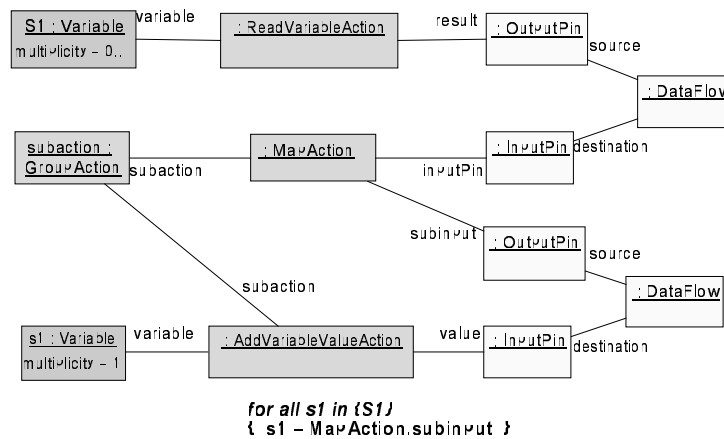 S1 : Variable
multiplicity = 0..
variable
: ReadVariableAction
result
: OutputPin
source
: DataFlow
subaction :
GroupAction
subaction
: MapAction
inputPin
: InputPin
destination
subinput
: OutputPin
source
: DataFlow
subaction
s1 : Variable
multiplicity = 1
variable
: AddVariableValueAction
value
: InputPin
destination
for all s1 in {S1}
{ s1 = MapAction.subinput }